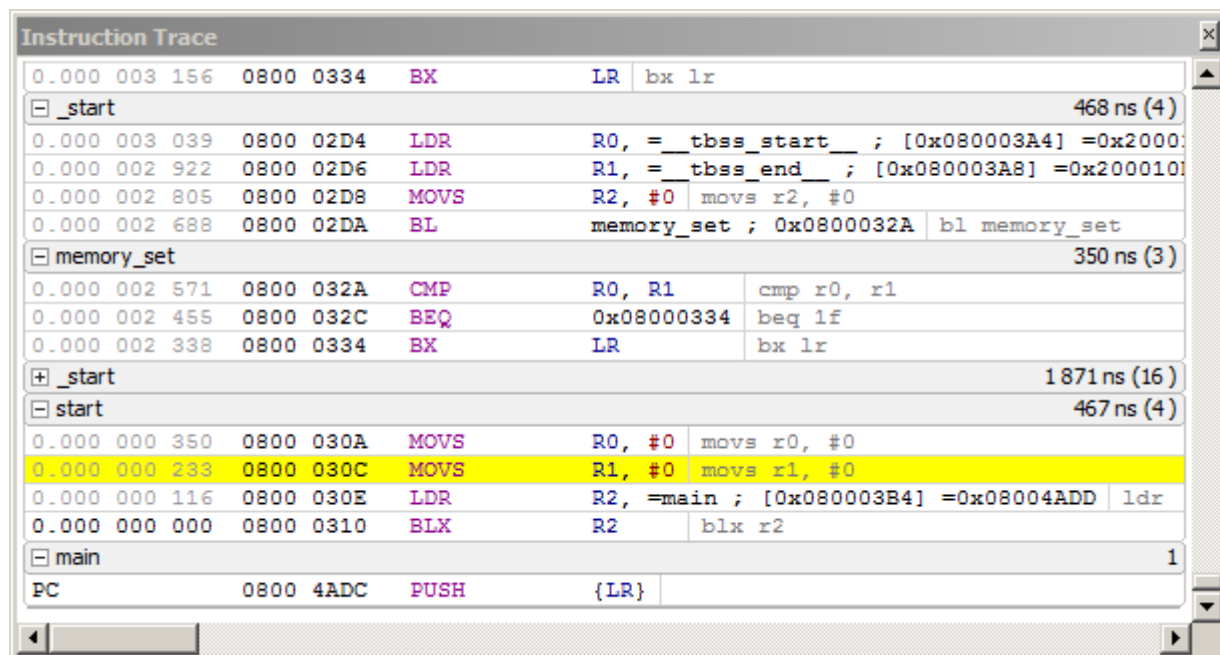 Instruction Trace
0.000 003 156 0800 0334 BX LR bx lr
_start 468 ns (4)
0.000 003 039 0800 02D4 LDR R0, =__tbss_start__ ; [0x080003A4] =0x2000
0.000 002 922 0800 02D6 LDR R1, =__tbss_end__ ; [0x080003A8] =0x200010
0.000 002 805 0800 02D8 MOVS R2, #0 movs r2, #0
0.000 002 688 0800 02DA BL memory_set ; 0x0800032A bl memory_set
memory_set 350 ns (3)
0.000 002 571 0800 032A CMP R0, R1 cmp r0, r1
0.000 002 455 0800 032C BEQ 0x08000334 beq 1f
0.000 002 338 0800 0334 BX LR bx lr
_start 1 871 ns (16)
start 467 ns (4)
0.000 000 350 0800 030A MOVS R0, #0 movs r0, #0
0.000 000 233 0800 030C MOVS R1, #0 movs r1, #0
0.000 000 116 0800 030E LDR R2, =main ; [0x080003B4] =0x08004ADD ldr
0.000 000 000 0800 0310 BLX R2 blx r2
main 1
PC 0800 4ADC PUSH {LR}